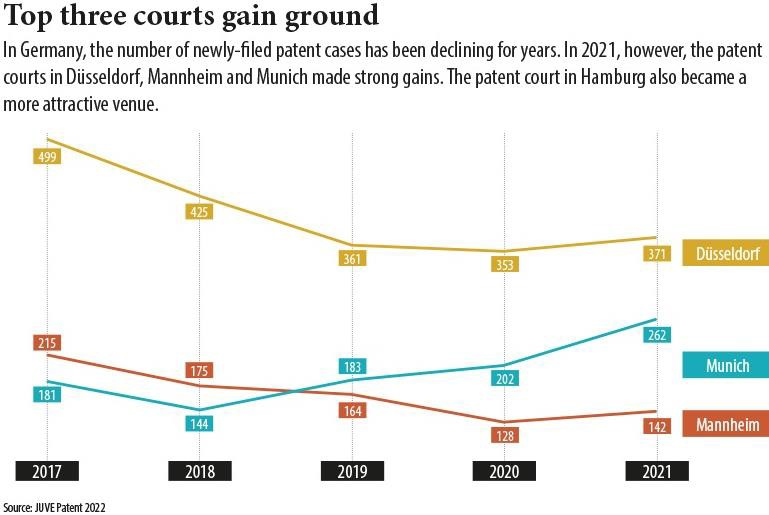 Top three courts gain ground
In Germany, the number of newly-filed patent cases has been declining for years. In 2021, however, the patent
courts in Düsseldorf, Mannheim and Munich made strong gains. The patent court in Hamburg also became a
more attractive venue.
499
425
361
353
371
Düsseldorf
215
175
183
262
181
144
164
202
128
142
Munich
Mannheim
2017
2018
2019
2020
2021
Source: JUVE Patent 2022